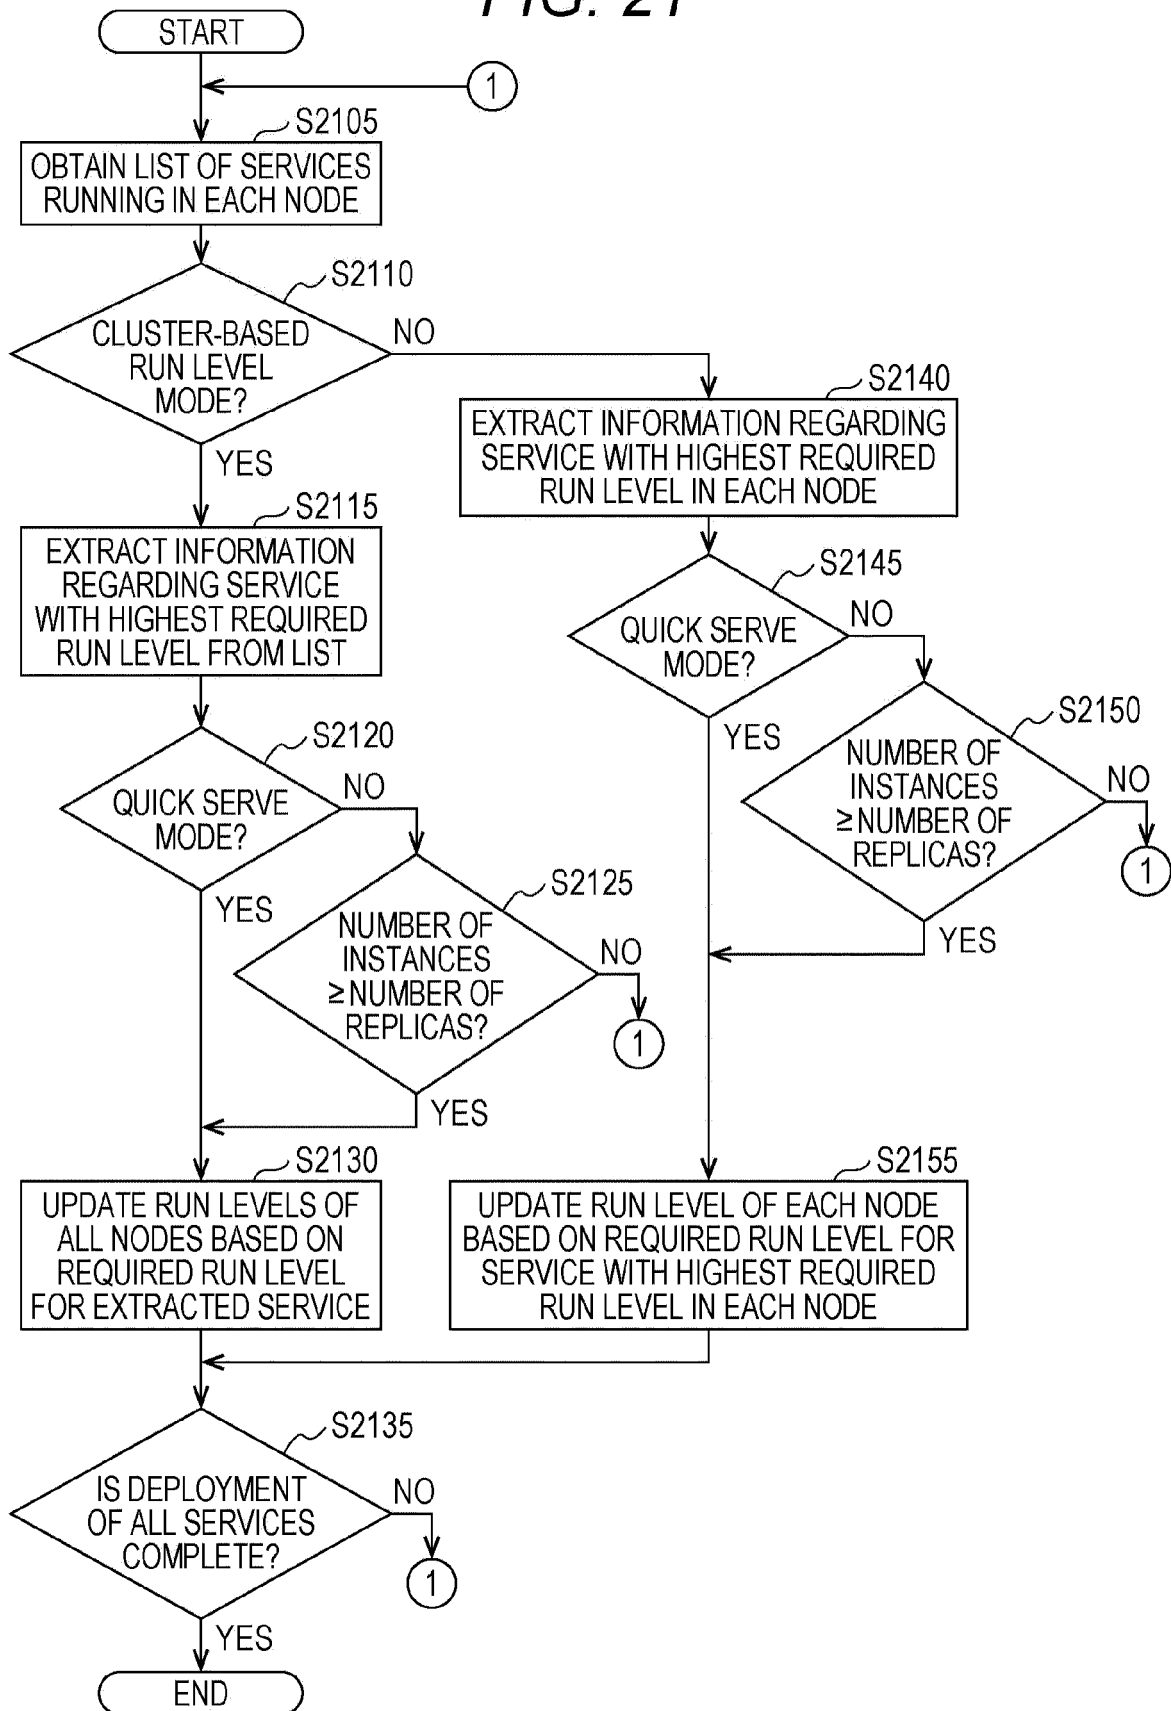 FIG. 21
START
1
S2105
OBTAIN LIST OF SERVICES
RUNNING IN EACH NODE
S2110
CLUSTER-BASED
RUN LEVEL
MODE?
NO
YES
S2140
EXTRACT INFORMATION REGARDING
SERVICE WITH HIGHEST REQUIRED
RUN LEVEL IN EACH NODE
S2115
EXTRACT INFORMATION
REGARDING SERVICE
WITH HIGHEST REQUIRED
RUN LEVEL FROM LIST
S2145
QUICK SERVE
MODE?
NO
YES
S2150
NUMBER OF
INSTANCES
≥NUMBER OF
REPLICAS?
NO
1
YES
S2120
QUICK SERVE
MODE?
NO
YES
S2125
NUMBER OF
INSTANCES
≥NUMBER OF
REPLICAS?
NO
1
YES
S2130
UPDATE RUN LEVELS OF
ALL NODES BASED ON
REQUIRED RUN LEVEL
FOR EXTRACTED SERVICE
S2155
UPDATE RUN LEVEL OF EACH NODE
BASED ON REQUIRED RUN LEVEL FOR
SERVICE WITH HIGHEST REQUIRED
RUN LEVEL IN EACH NODE
S2135
IS DEPLOYMENT
OF ALL SERVICES
COMPLETE?
NO
1
YES
END